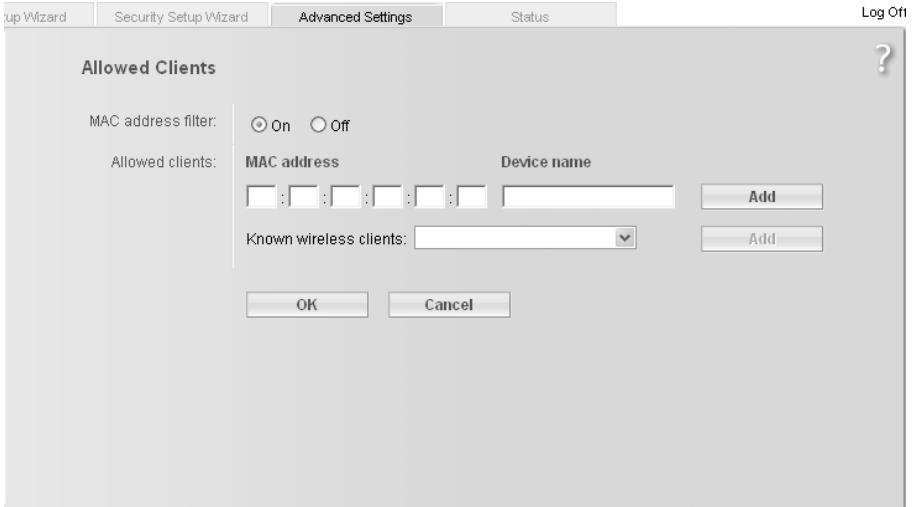 tup Wizard Security Setup Wizard Advanced Settings Status Log Off
Allowed Clients ?
MAC address filter: On Off
Allowed clients: MAC address Device name
: : : : : Add
Known wireless clients: Add
OK Cancel